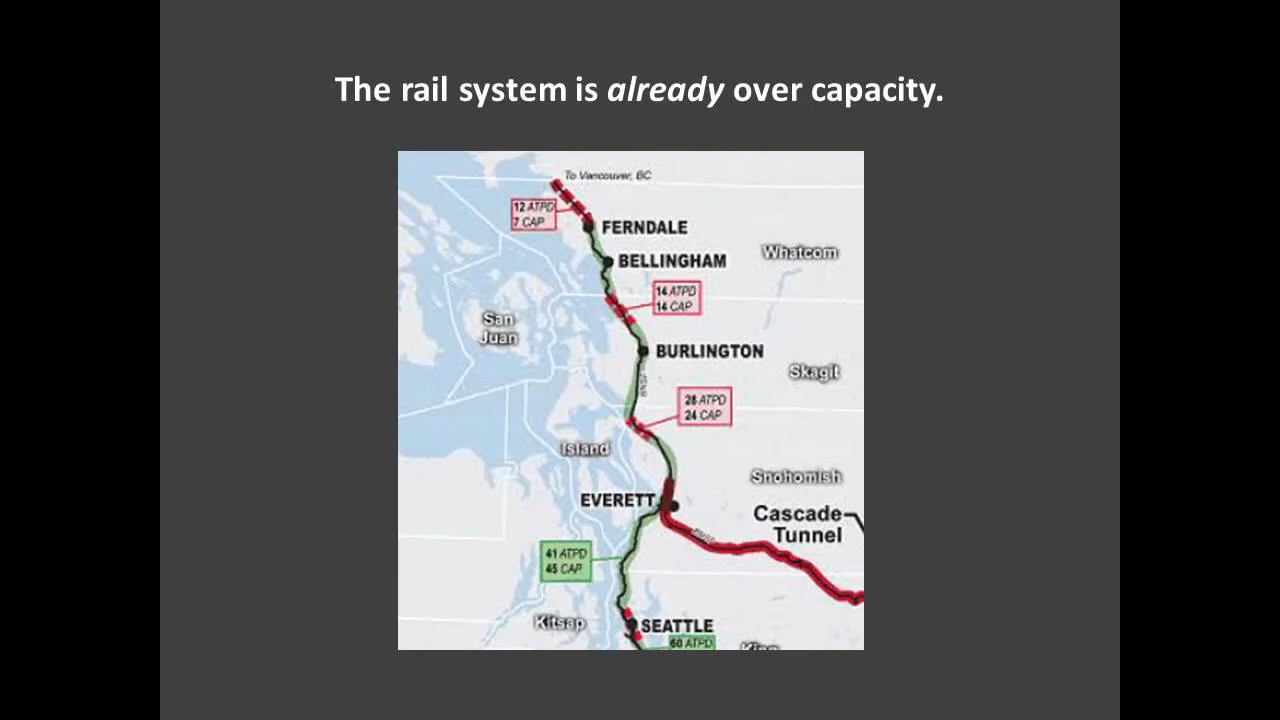 The rail system is already over capacity.
To Vancouver, BC
12 ATPD
7 CAP
FERNDALE
Whatcom
BELLINGHAM
14 ATPD
14 CAP
San
Juan
BURLINGTON
Skagit
28 ATPD
24 CAP
Island
Snohomish
EVERETT
Cascade
Tunnel
41 ATPD
45 CAP
Kitsap
SEATTLE
60 ATPD
King